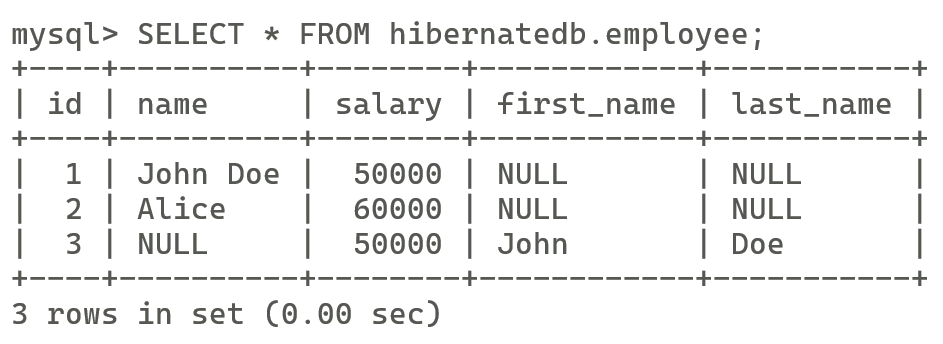 mysql> SELECT * FROM hibernatedb.employee;
+----+----------+--------+------------+-----------+
| id | name     | salary | first_name | last_name |
+----+----------+--------+------------+-----------+
|  1 | John Doe |  50000 | NULL       | NULL      |
|  2 | Alice    |  60000 | NULL       | NULL      |
|  3 | NULL     |  50000 | John       | Doe       |
+----+----------+--------+------------+-----------+
3 rows in set (0.00 sec)